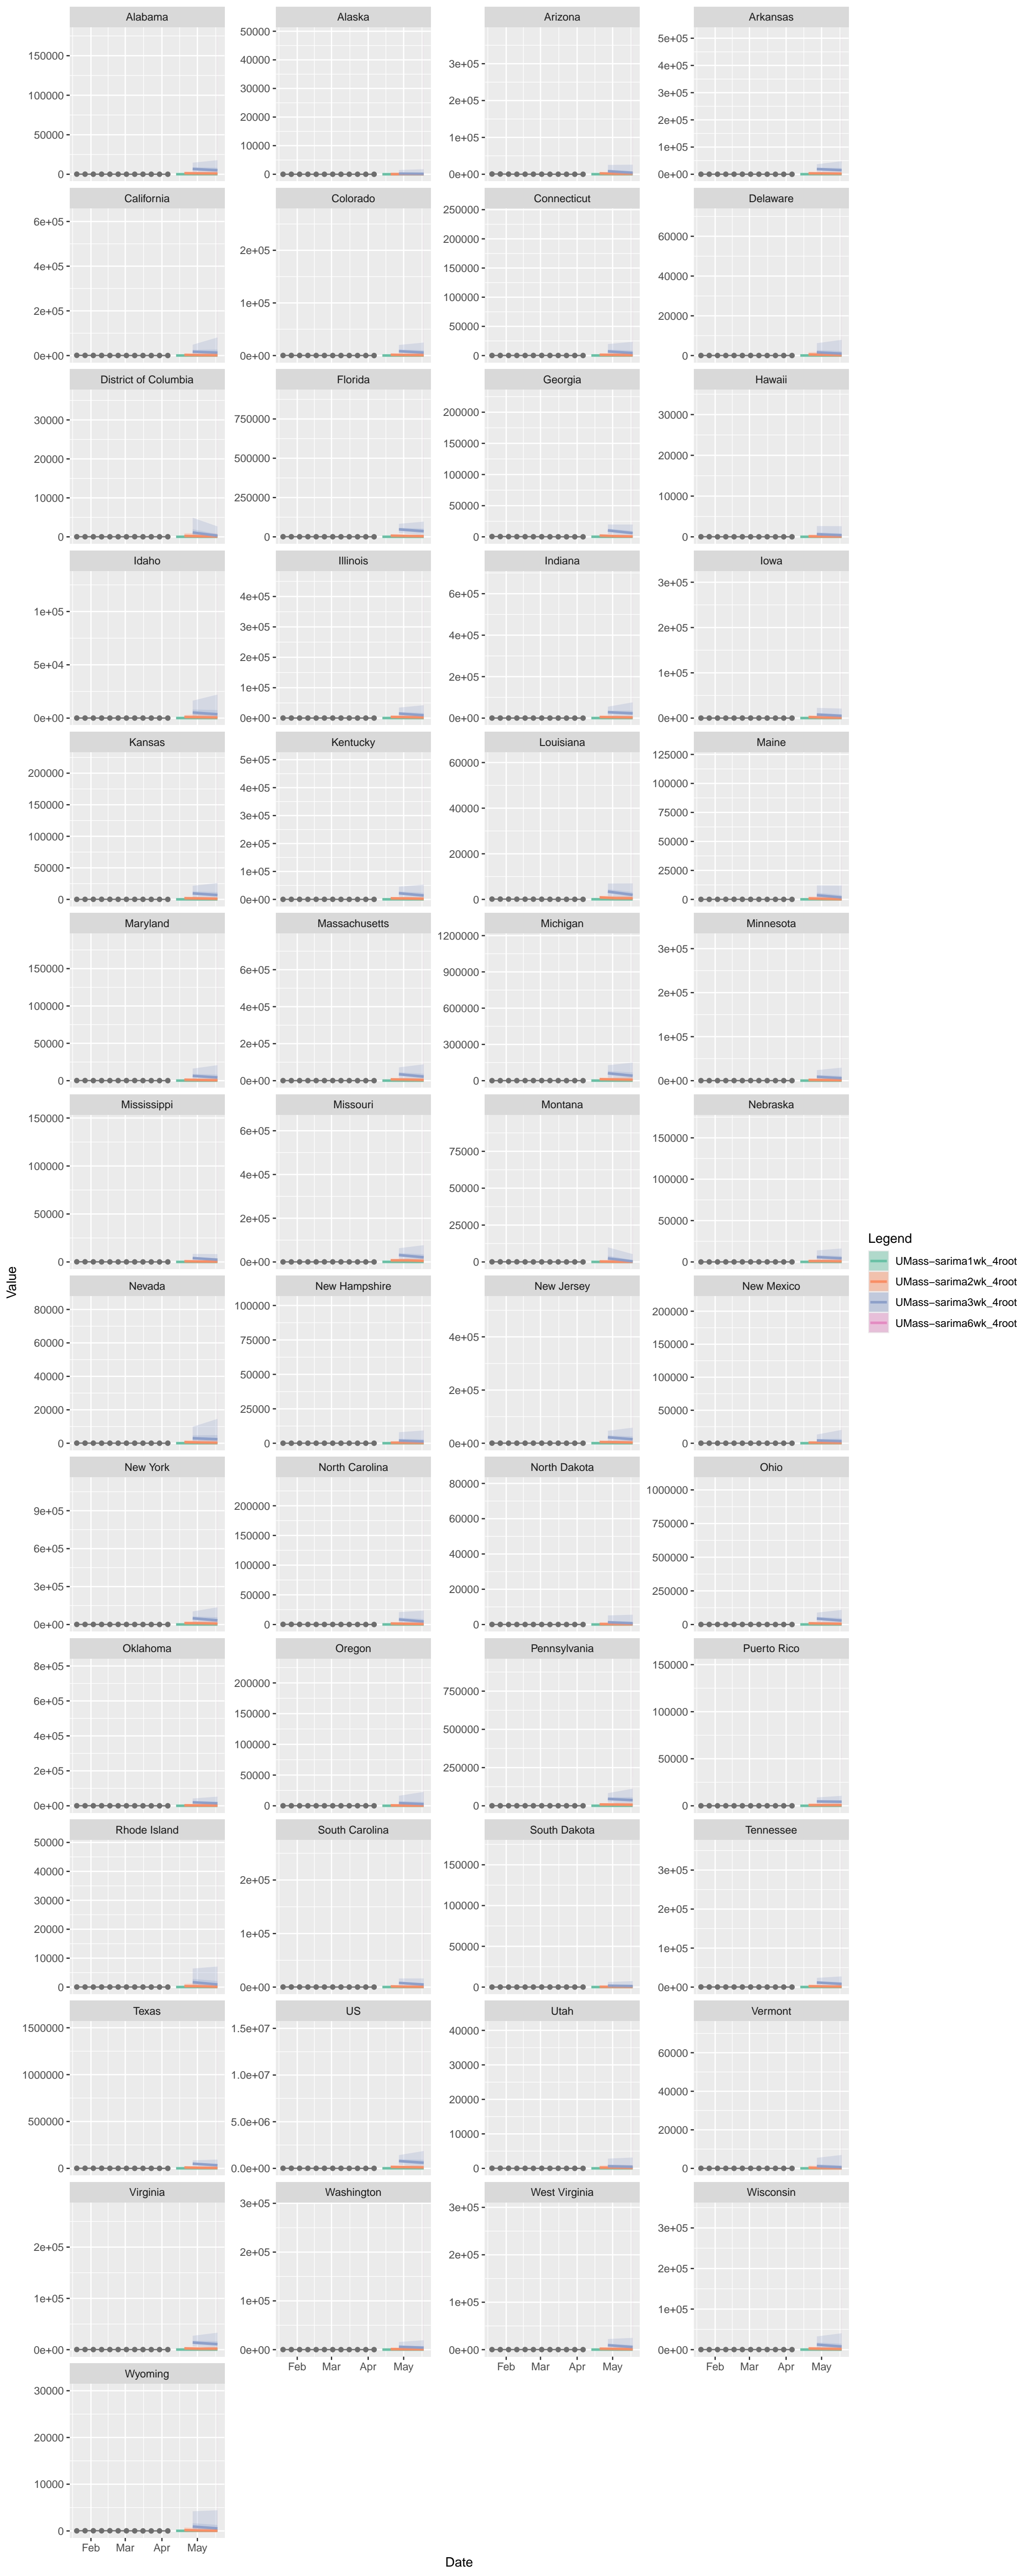 Alabama Alaska Arizona Arkansas
150000
100000
50000
0
50000
40000
30000
20000
10000
0
3e+05
2e+05
1e+05
0e+00
5e+05
4e+05
3e+05
2e+05
1e+05
0e+00
California Colorado Connecticut Delaware
6e+05
4e+05
2e+05
0e+00
2e+05
1e+05
0e+00
250000
200000
150000
100000
50000
0
60000
40000
20000
0
District of Columbia Florida Georgia Hawaii
30000
20000
10000
0
750000
500000
250000
0
200000
150000
100000
50000
0
30000
20000
10000
0
Idaho Illinois Indiana Iowa
1e+05
5e+04
0e+00
4e+05
3e+05
2e+05
1e+05
0e+00
6e+05
4e+05
2e+05
0e+00
3e+05
2e+05
1e+05
0e+00
Kansas Kentucky Louisiana Maine
200000
150000
100000
50000
0
5e+05
4e+05
3e+05
2e+05
1e+05
0e+00
60000
40000
20000
0
125000
100000
75000
50000
25000
0
Maryland Massachusetts Michigan Minnesota
150000
100000
50000
0
6e+05
4e+05
2e+05
0e+00
1200000
900000
600000
300000
0
3e+05
2e+05
1e+05
0e+00
Mississippi Missouri Montana Nebraska
150000
100000
50000
0
6e+05
4e+05
2e+05
0e+00
75000
50000
25000
0
150000
100000
50000
0
Nevada New Hampshire New Jersey New Mexico
80000
60000
40000
20000
0
100000
75000
50000
25000
0
4e+05
2e+05
0e+00
200000
150000
100000
50000
0
New York North Carolina North Dakota Ohio
9e+05
6e+05
3e+05
0e+00
200000
150000
100000
50000
0
80000
60000
40000
20000
0
1000000
750000
500000
250000
0
Oklahoma Oregon Pennsylvania Puerto Rico
8e+05
6e+05
4e+05
2e+05
0e+00
200000
150000
100000
50000
0
750000
500000
250000
0
150000
100000
50000
0
Rhode Island South Carolina South Dakota Tennessee
50000
40000
30000
20000
10000
0
2e+05
1e+05
0e+00
150000
100000
50000
0
3e+05
2e+05
1e+05
0e+00
Texas US Utah Vermont
1500000
1000000
500000
0
1.5e+07
1.0e+07
5.0e+06
0.0e+00
40000
30000
20000
10000
0
60000
40000
20000
0
Virginia Washington West Virginia Wisconsin
2e+05
1e+05
0e+00
3e+05
2e+05
1e+05
0e+00
3e+05
2e+05
1e+05
0e+00
3e+05
2e+05
1e+05
0e+00
Feb Mar Apr May Feb Mar Apr May Feb Mar Apr May
Wyoming
30000
20000
10000
0
Feb Mar Apr May
Date
Value
Legend
UMass−sarima1wk_4root
UMass−sarima2wk_4root
UMass−sarima3wk_4root
UMass−sarima6wk_4root